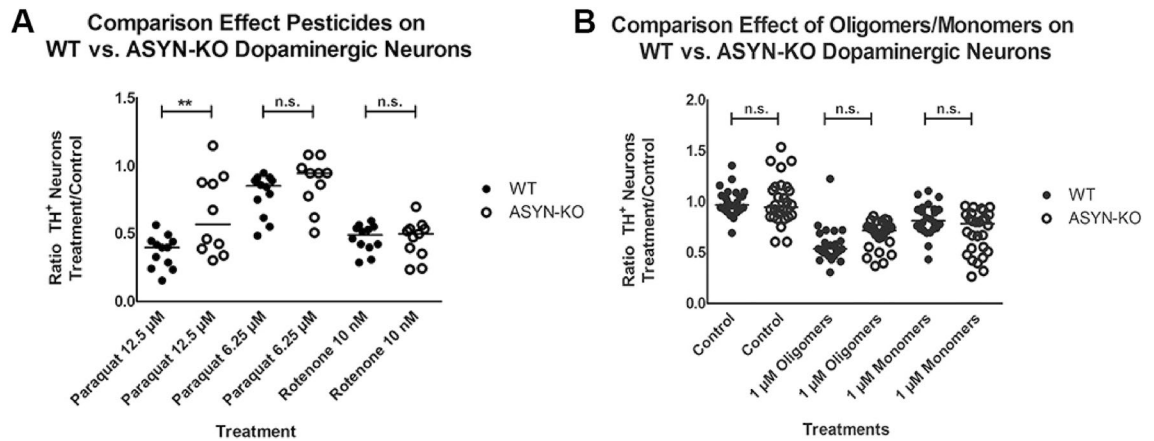 A
Comparison Effect Pesticides on
WT vs. ASYN-KO Dopaminergic Neurons
Ratio TH+ Neurons
Treatment/Control
1.5
1.0
0.5
0.0
**
n.s.
n.s.
WT
ASYN-KO
Paraquat 12.5 µM
Paraquat 12.5 µM
Paraquat 6.25 µM
Paraquat 6.25 µM
Rotenone 10 nM
Rotenone 10 nM
Treatment
B
Comparison Effect of Oligomers/Monomers on
WT vs. ASYN-KO Dopaminergic Neurons
Ratio TH+ Neurons
Treatment/Control
2.0
1.5
1.0
0.5
0.0
n.s.
n.s.
n.s.
WT
ASYN-KO
Control
Control
1 µM Oligomers
1 µM Oligomers
1 µM Monomers
1 µM Monomers
Treatments